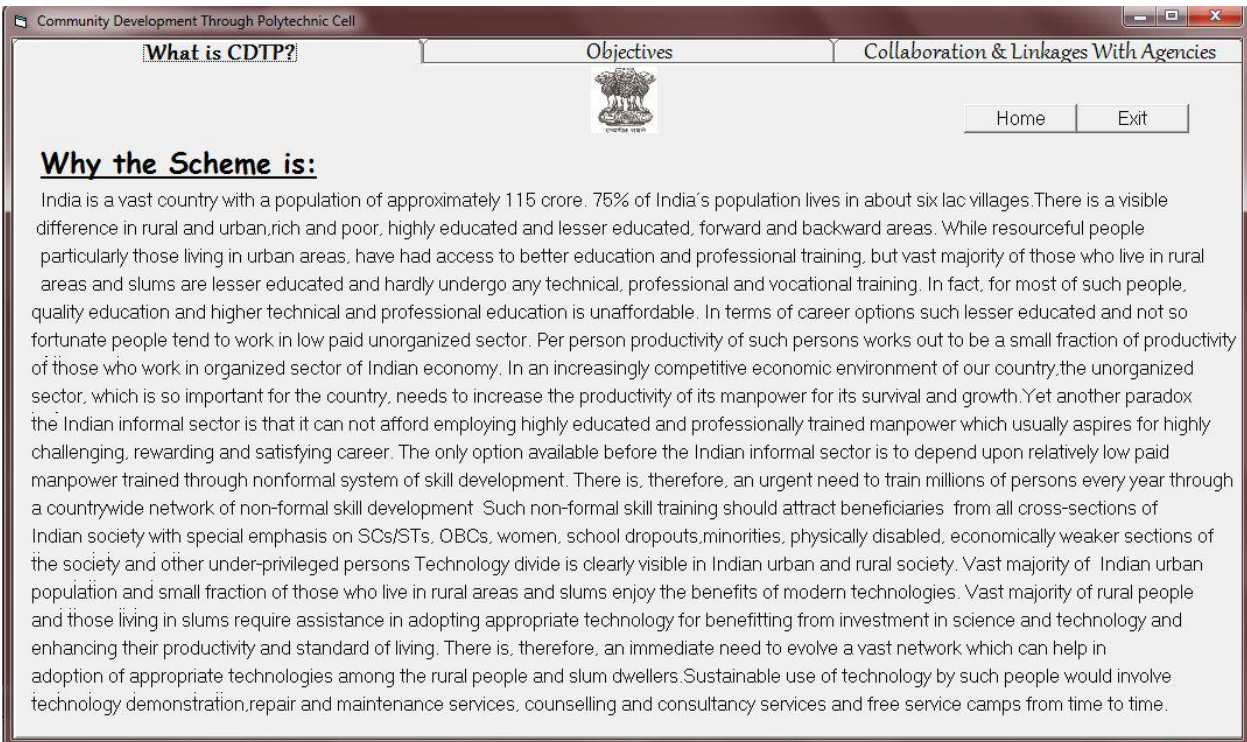 Community Development Through Polytechnic Cell
What is CDTP?
Objectives
Collaboration & Linkages With Agencies
Home
Exit
Why the Scheme is:
India is a vast country with a population of approximately 115 crore. 75% of India´s population lives in about six lac villages.There is a visible
difference in rural and urban,rich and poor, highly educated and lesser educated, forward and backward areas. While resourceful people
particularly those living in urban areas, have had access to better education and professional training, but vast majority of those who live in rural
areas and slums are lesser educated and hardly undergo any technical, professional and vocational training. In fact, for most of such people,
quality education and higher technical and professional education is unaffordable. In terms of career options such lesser educated and not so
fortunate people tend to work in low paid unorganized sector. Per person productivity of such persons works out to be a small fraction of productivity
of those who work in organized sector of Indian economy. In an increasingly competitive economic environment of our country,the unorganized
sector, which is so important for the country, needs to increase the productivity of its manpower for its survival and growth.Yet another paradox
the Indian informal sector is that it can not afford employing highly educated and professionally trained manpower which usually aspires for highly
challenging, rewarding and satisfying career. The only option available before the Indian informal sector is to depend upon relatively low paid
manpower trained through nonformal system of skill development. There is, therefore, an urgent need to train millions of persons every year through
a countrywide network of non-formal skill development  Such non-formal skill training should attract beneficiaries  from all cross-sections of
Indian society with special emphasis on SCs/STs, OBCs, women, school dropouts,minorities, physically disabled, economically weaker sections of
the society and other under-privileged persons Technology divide is clearly visible in Indian urban and rural society. Vast majority of  Indian urban
population and small fraction of those who live in rural areas and slums enjoy the benefits of modern technologies. Vast majority of rural people
and those living in slums require assistance in adopting appropriate technology for benefitting from investment in science and technology and
enhancing their productivity and standard of living. There is, therefore, an immediate need to evolve a vast network which can help in
adoption of appropriate technologies among the rural people and slum dwellers.Sustainable use of technology by such people would involve
technology demonstration,repair and maintenance services, counselling and consultancy services and free service camps from time to time.